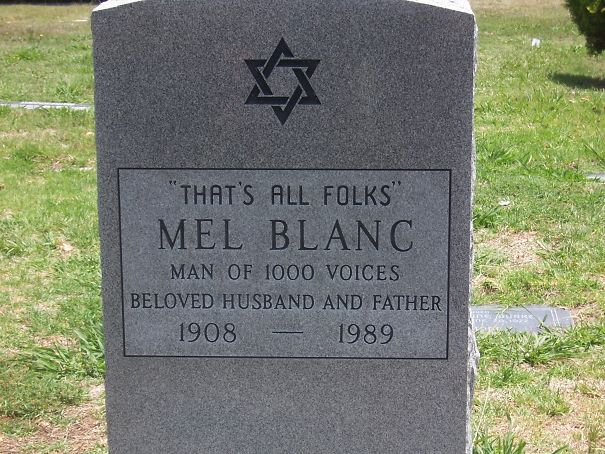 "THAT'S ALL FOLKS"
MEL BLANC
MAN OF 1000 VOICES
BELOVED HUSBAND AND FATHER
1908 — 1989